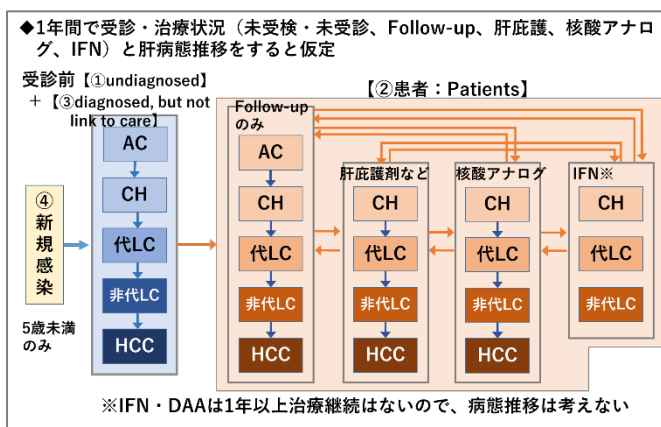 ◆1年間で受診・治療状況（未受検・未受診、Follow-up、肝庇護、核酸アナログ
、IFN）と肝病態推移をすると仮定
受診前【①undiagnosed】
＋【③diagnosed, but not
link to care】
【②患者：Patients】
④
新
規
感
染
5歳未満
のみ
AC
CH
代LC
非代LC
HCC
Follow-up
のみ
AC
CH
代LC
非代LC
HCC
肝庇護剤など
CH
代LC
非代LC
HCC
核酸アナログ
CH
代LC
非代LC
HCC
IFN※
CH
代LC
非代LC
※IFN・DAAは1年以上治療継続はないので、病態推移は考えない